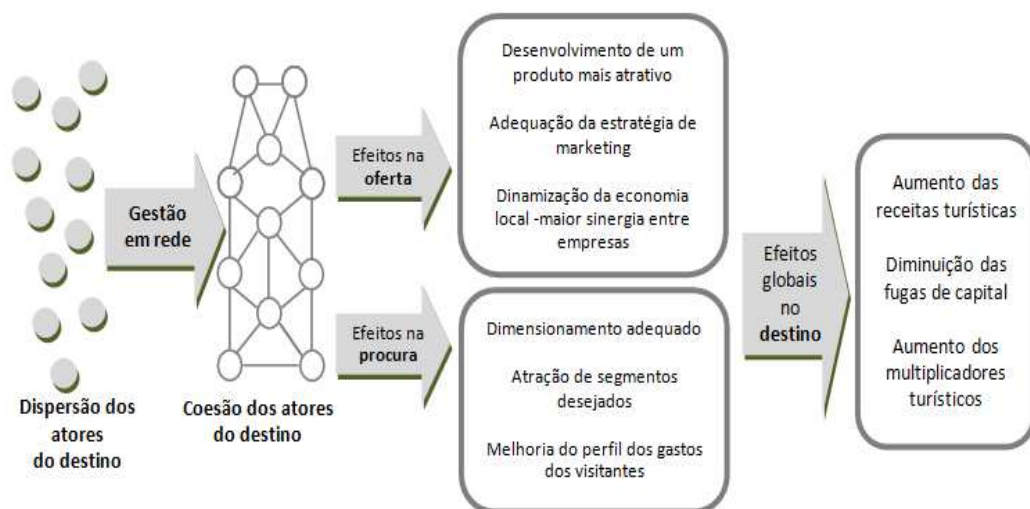 Dispersão dos
atores
do destino
Gestão
em rede
Coesão dos atores
do destino
Efeitos na
oferta
Desenvolvimento de um
produto mais atrativo
Adequação da estratégia de
marketing
Dinamização da economia
local -maior sinergia entre
empresas
Efeitos na
procura
Dimensionamento adequado
Atração de segmentos
desejados
Melhoria do perfil dos gastos
dos visitantes
Efeitos
globais
no
destino
Aumento das
receitas turísticas
Diminuição das
fugas de capital
Aumento dos
multiplicadores
turísticos